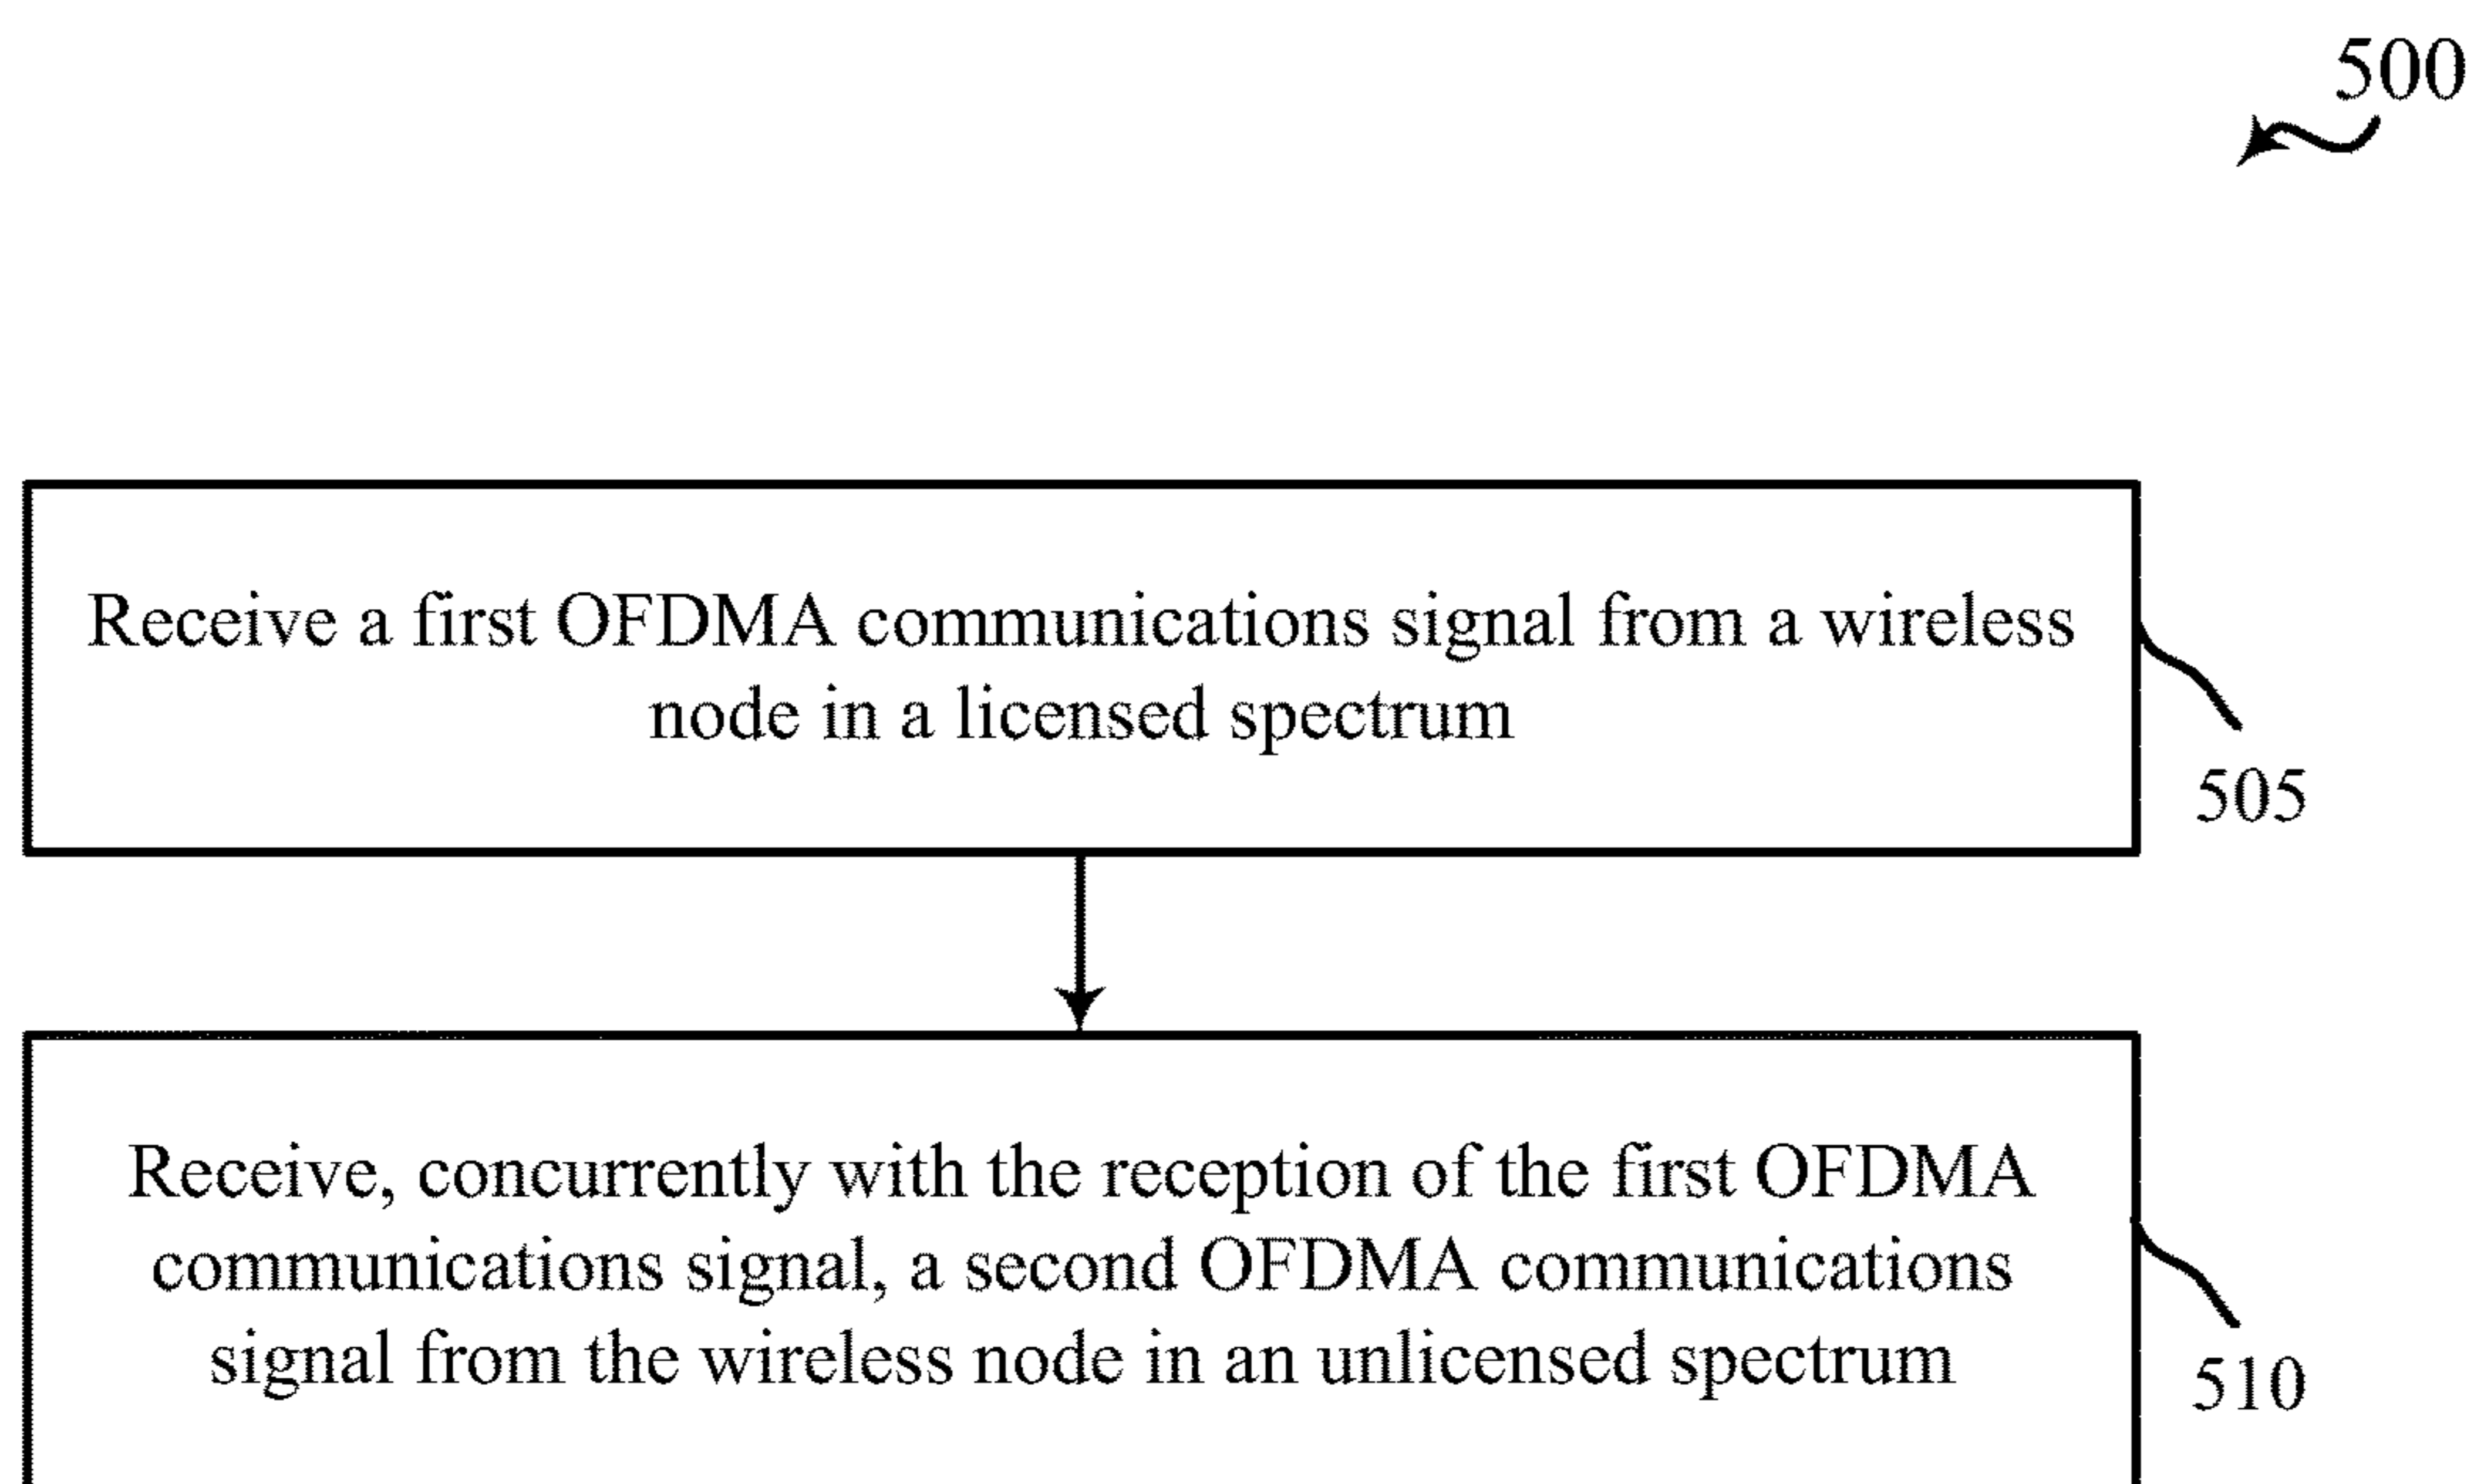 500
Receive a first OFDMA communications signal from a wireless
node in a licensed spectrum
505
Receive, concurrently with the reception of the first OFDMA
communications signal, a second OFDMA communications
signal from the wireless node in an unlicensed spectrum
510